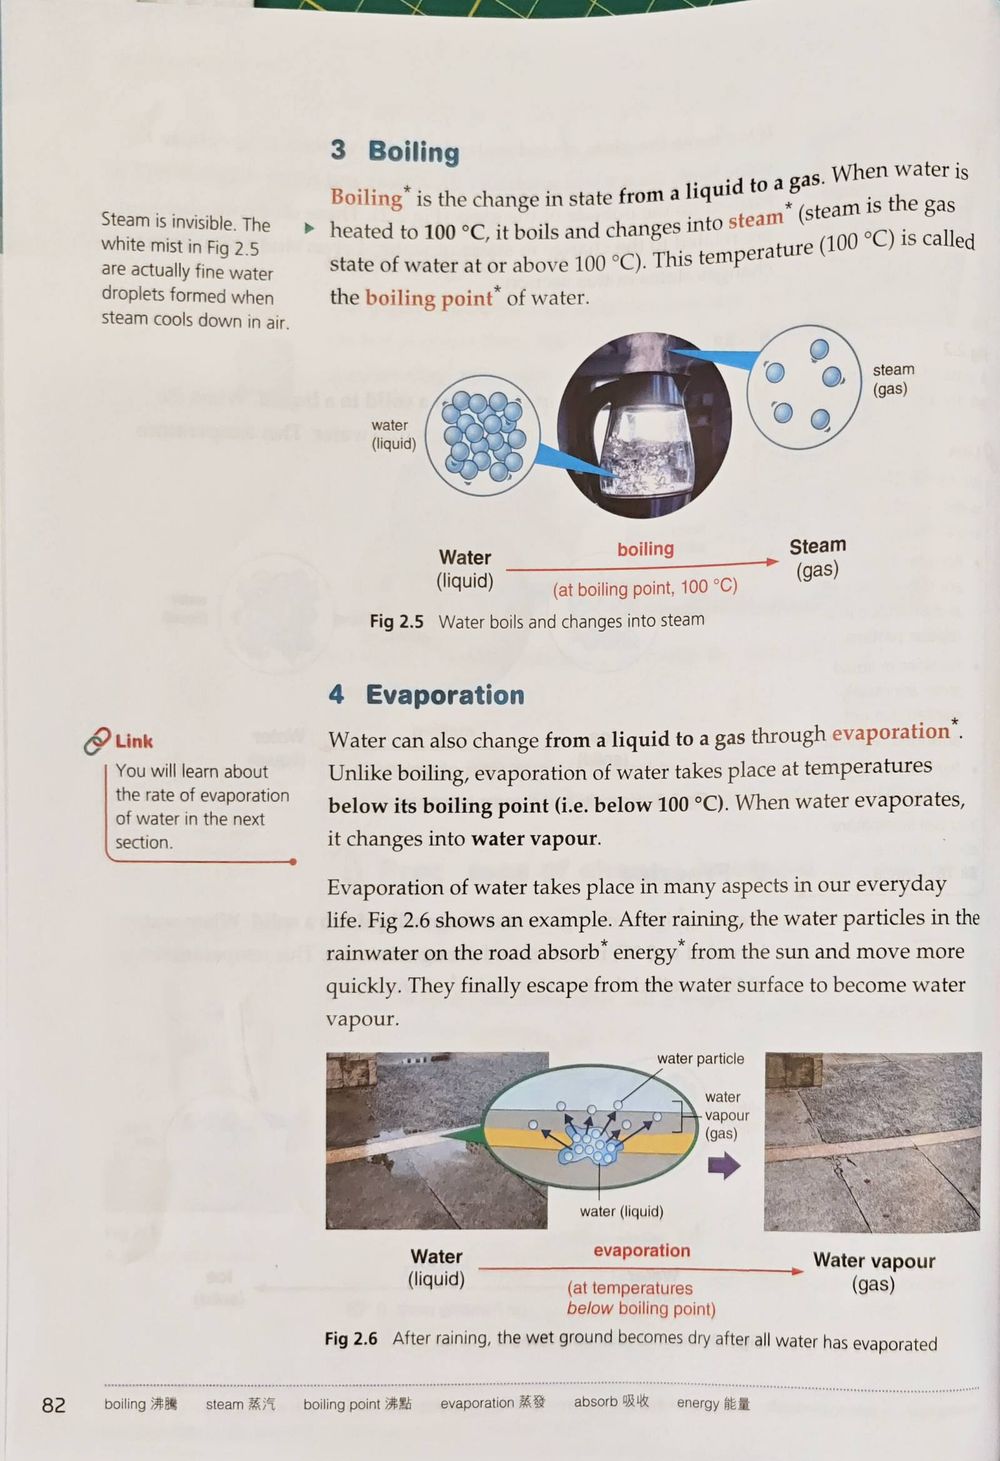 3 Boiling
Boiling* is the change in state from a liquid to a gas. When water is
heated to 100 °C, it boils and changes into steam* (steam is the gas
state of water at or above 100 °C). This temperature (100 °C) is called
the boiling point* of water.
Steam is invisible. The
white mist in Fig 2.5
are actually fine water
droplets formed when
steam cools down in air.
water
(liquid)
steam
(gas)
Water
(liquid)
boiling
(at boiling point, 100 °C)
Steam
(gas)
Fig 2.5 Water boils and changes into steam
4 Evaporation
Water can also change from a liquid to a gas through evaporation*.
Unlike boiling, evaporation of water takes place at temperatures
below its boiling point (i.e. below 100 °C). When water evaporates,
it changes into water vapour.
Link
You will learn about
the rate of evaporation
of water in the next
section.
Evaporation of water takes place in many aspects in our everyday
life. Fig 2.6 shows an example. After raining, the water particles in the
rainwater on the road absorb* energy* from the sun and move more
quickly. They finally escape from the water surface to become water
vapour.
water particle
water
vapour
(gas)
water (liquid)
Water
(liquid)
evaporation
(at temperatures
below boiling point)
Water vapour
(gas)
Fig 2.6 After raining, the wet ground becomes dry after all water has evaporated
82 boiling 沸騰 steam 蒸汽 boiling point 沸點 evaporation 蒸發 absorb 吸收 energy 能量